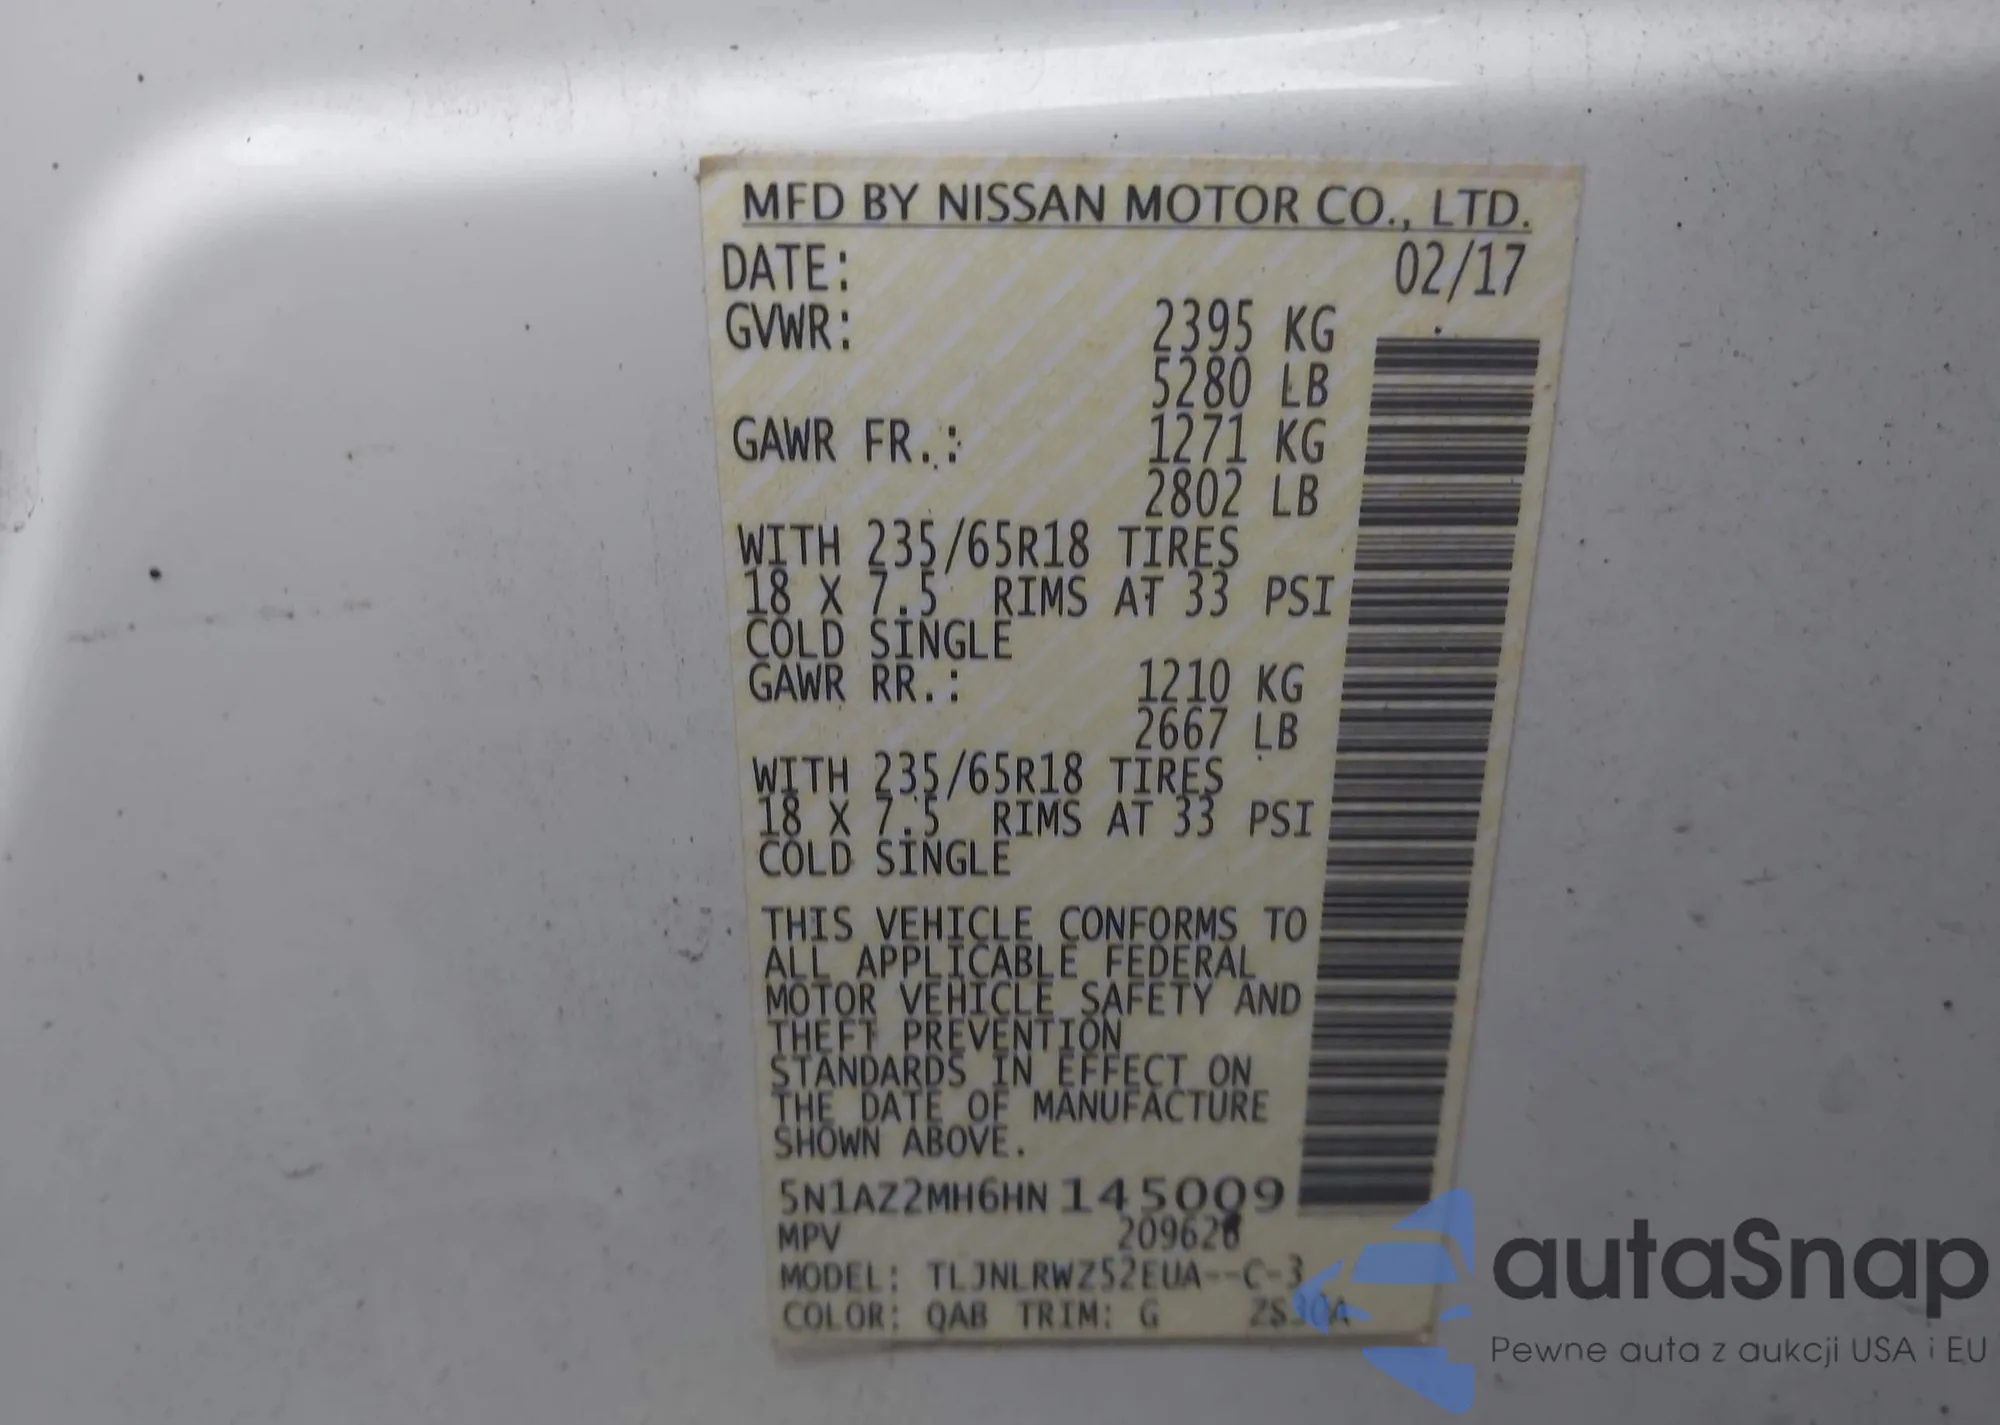 MFD BY NISSAN MOTOR CO., LTD.
DATE: 02/17
GVWR: 2395 KG
5280 LB
GAWR FR.: 1271 KG
2802 LB
WITH 235/65R18 TIRES
18 X 7.5 RIMS AT 33 PSI
COLD SINGLE
GAWR RR.: 1210 KG
2667 LB
WITH 235/65R18 TIRES
18 X 7.5 RIMS AT 33 PSI
COLD SINGLE
THIS VEHICLE CONFORMS TO
ALL APPLICABLE FEDERAL
MOTOR VEHICLE SAFETY AND
THEFT PREVENTION
STANDARDS IN EFFECT ON
THE DATE OF MANUFACTURE
SHOWN ABOVE.
5N1AZ2MH6HN145009
MPV
MODEL: TLJNLRWZ52EUA--C-3
COLOR: QAB TRIM: G ZS30A
autaSnap
Pewne auta z aukcji USA i EU